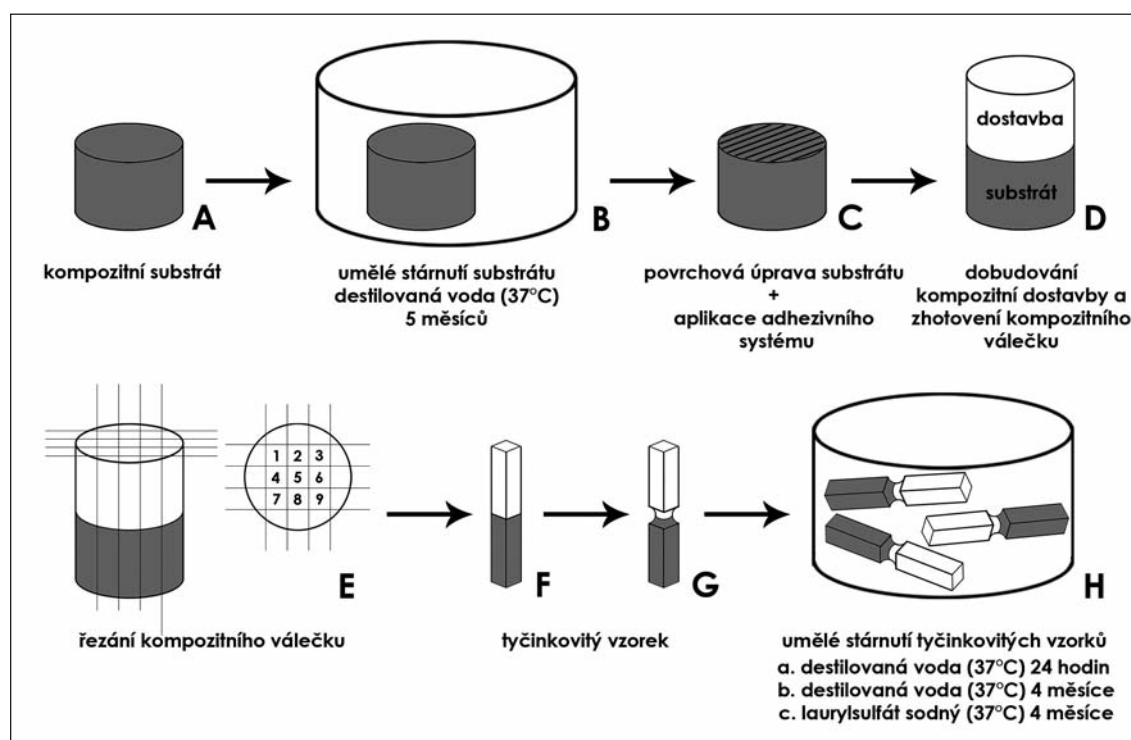 A
kompozitní substrát
B
umělé stárnutí substrátu
destilovaná voda (37°C)
5 měsíců
C
povrchová úprava substrátu
+
aplikace adhezivního
systému
dostavba
substrát
D
dobudování
kompozitní dostavby a
zhotovení kompozitního
válečku
1 2 3
4 5 6
7 8 9
E
řezání kompozitního válečku
F
G
tyčinkovitý vzorek
H
umělé stárnutí tyčinkovitých vzorků
a. destilovaná voda (37°C) 24 hodin
b. destilovaná voda (37°C) 4 měsíce
c. laurylsulfát sodný (37°C) 4 měsíce